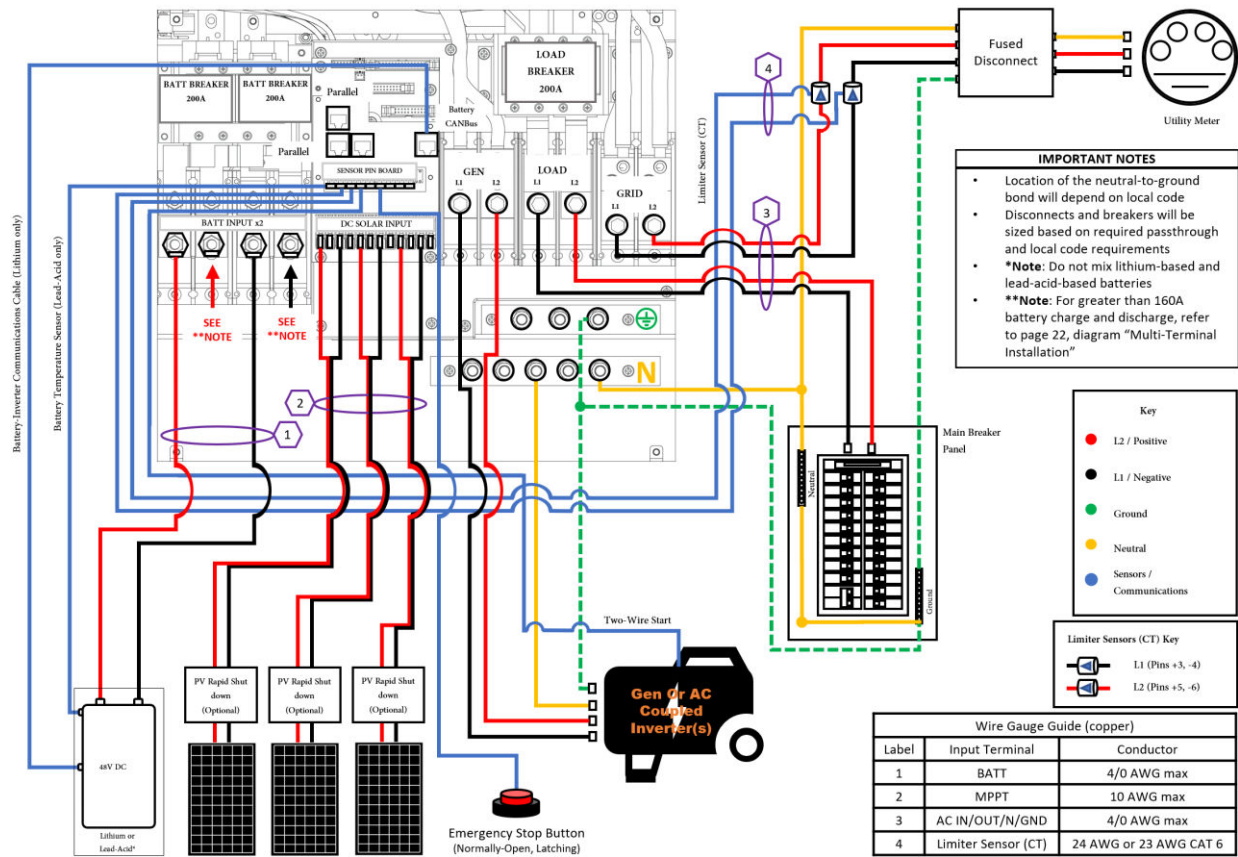 BATT BREAKER
200A
BATT BREAKER
200A
Parallel
Parallel
LOAD
BREAKER
200A
Battery
CANBus
SENSOR PIN BOARD
GEN
L1
L2
LOAD
L1
L2
GRID
L1
L2
BATT INPUT x2
DC SOLAR INPUT
SEE
**NOTE
SEE
**NOTE
N
1
2
3
4
Limiter Sensor (CT)
Battery-Inverter Communications Cable (Lithium only)
Battery Temperature Sensor (Lead-Acid only)
Fused
Disconnect
Utility Meter
IMPORTANT NOTES
• Location of the neutral-to-ground
bond will depend on local code
• Disconnects and breakers will be
sized based on required passthrough
and local code requirements
• *Note: Do not mix lithium-based and
lead-acid-based batteries
• **Note: For greater than 160A
battery charge and discharge, refer
to page 22, diagram “Multi-Terminal
Installation”
Key
L2 / Positive
L1 / Negative
Ground
Neutral
Sensors /
Communications
Main Breaker
Panel
Neutral
Ground
Limiter Sensors (CT) Key
L1 (Pins +3, -4)
L2 (Pins +5, -6)
Two-Wire Start
Gen Or AC
Coupled
Inverter(s)
PV Rapid Shut
down
(Optional)
PV Rapid Shut
down
(Optional)
PV Rapid Shut
down
(Optional)
48V DC
Lithium or
Lead-Acid*
Emergency Stop Button
(Normally-Open, Latching)
Wire Gauge Guide (copper)
Label Input Terminal Conductor
1 BATT 4/0 AWG max
2 MPPT 10 AWG max
3 AC IN/OUT/N/GND 4/0 AWG max
4 Limiter Sensor (CT) 24 AWG or 23 AWG CAT 6